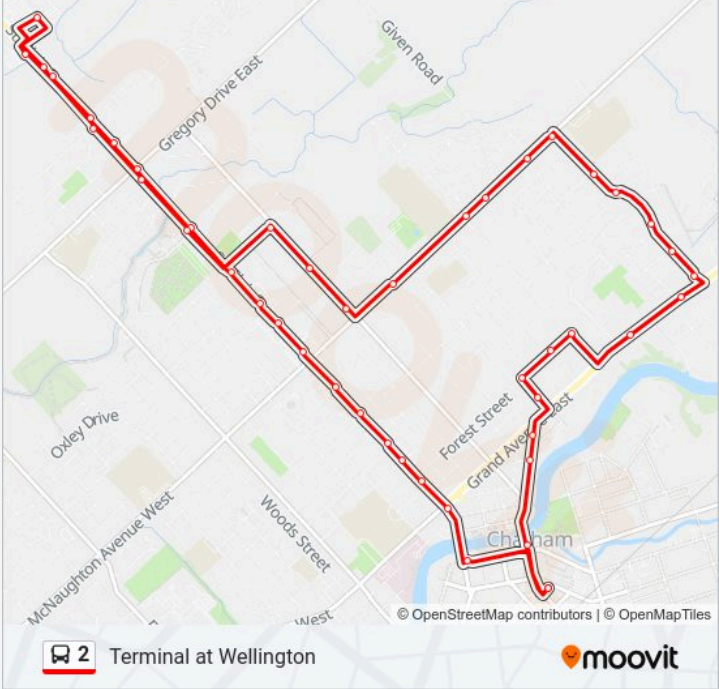 Given Road
Gregory Drive East
Oxley Drive
Forest Street
Grand Avenue East
McNaughton Avenue West
Woods Street
Chatham
West
© OpenStreetMap contributors | © OpenMapTiles
2 Terminal at Wellington
moovit